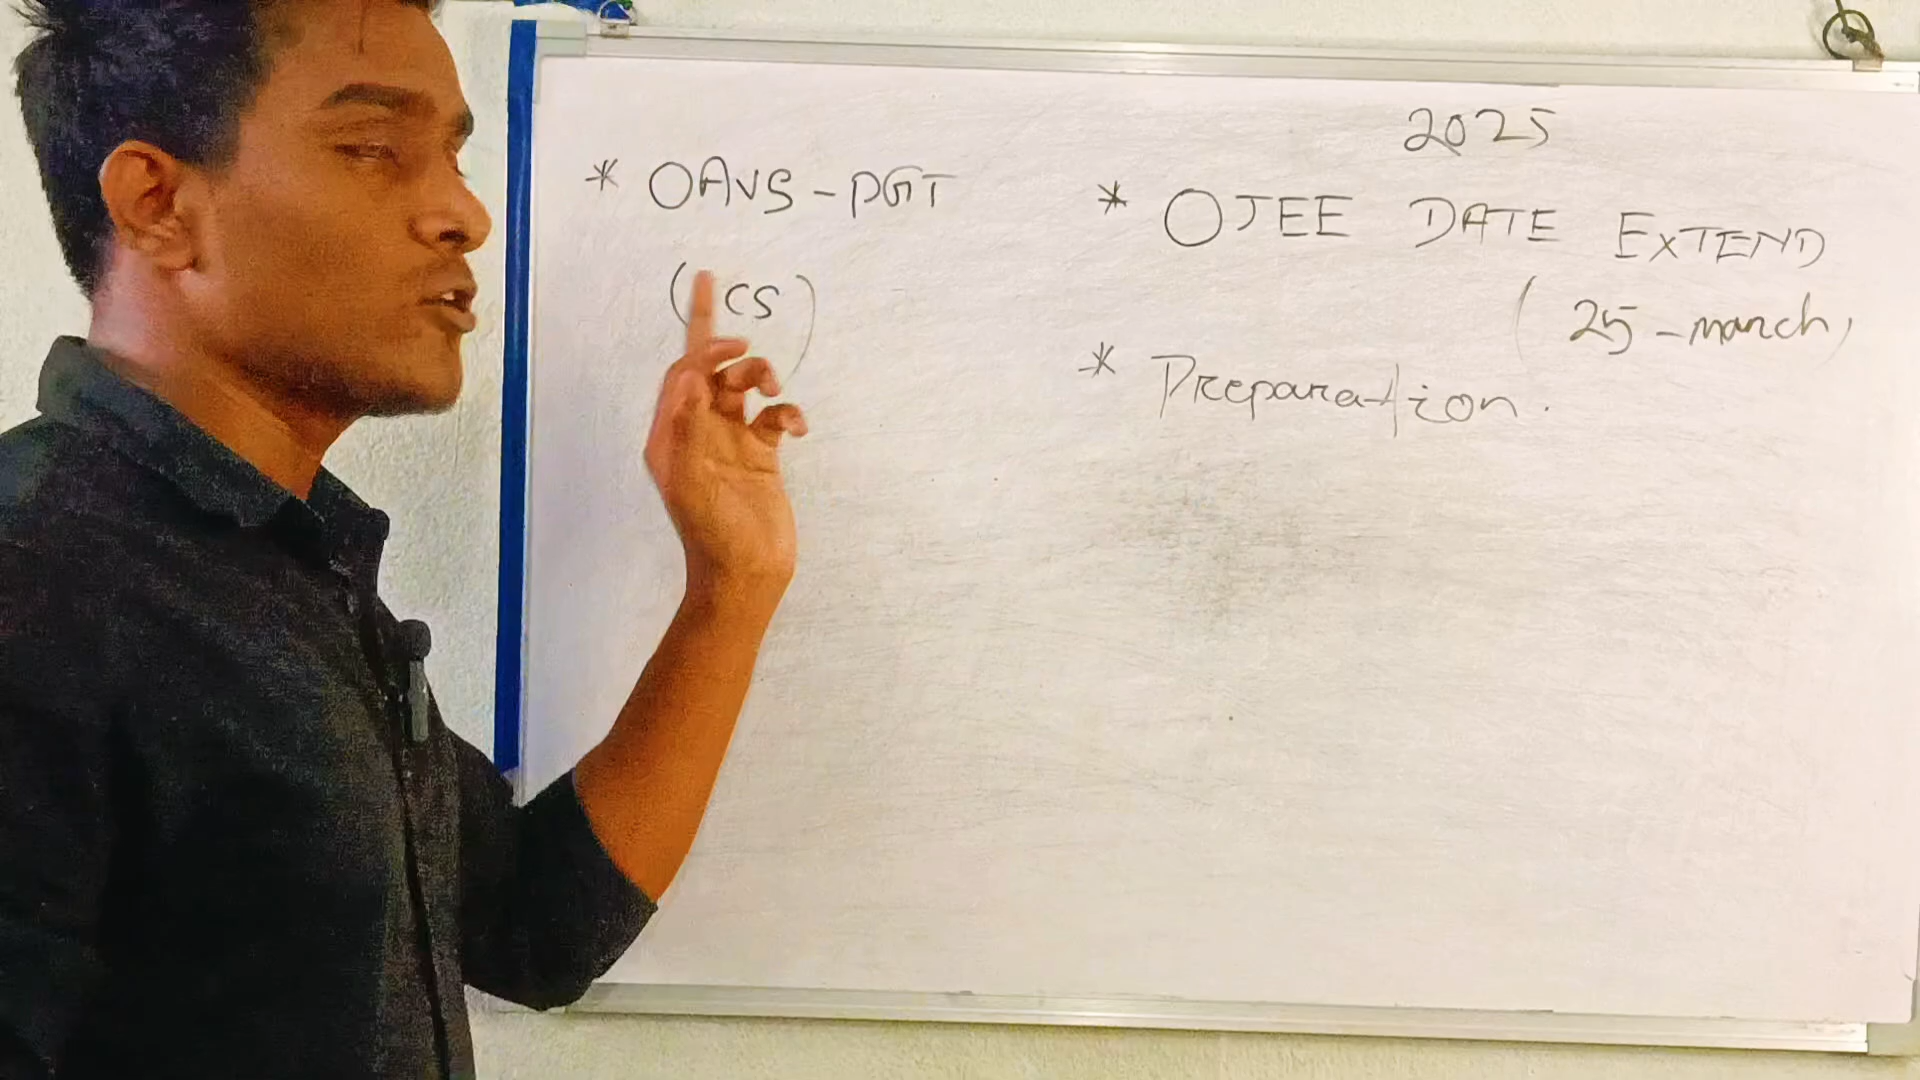 * OAVS - PGT
(CS)
2025
* OJEE DATE EXTEND
(25 - march)
* Preparation.